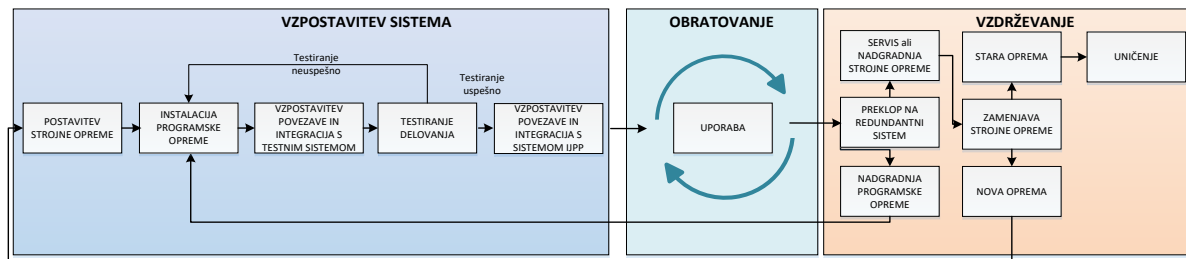 VZPOSTAVITEV SISTEMA
Testiranje
neuspešno
Testiranje
uspešno
POSTAVITEV
STROJNE OPREME
INSTALACIJA
PROGRAMSKE
OPREME
VZPOSTAVITEV
POVEZAVE IN
INTEGRACIJA S
TESTNIM SISTEMOM
TESTIRANJE
DELOVANJA
VZPOSTAVITEV
POVEZAVE IN
INTEGRACIJA S
SISTEMOM IJPP
OBRATOVANJE
UPORABA
VZDRŽEVANJE
SERVIS ali
NADGRADNJA
STROJNE OPREME
PREKLOP NA
REDUNDANTNI
SISTEM
NADGRADNJA
PROGRAMSKE
OPREME
STARA OPREMA
ZAMENJAVA
STROJNE OPREME
NOVA OPREMA
UNIČENJE